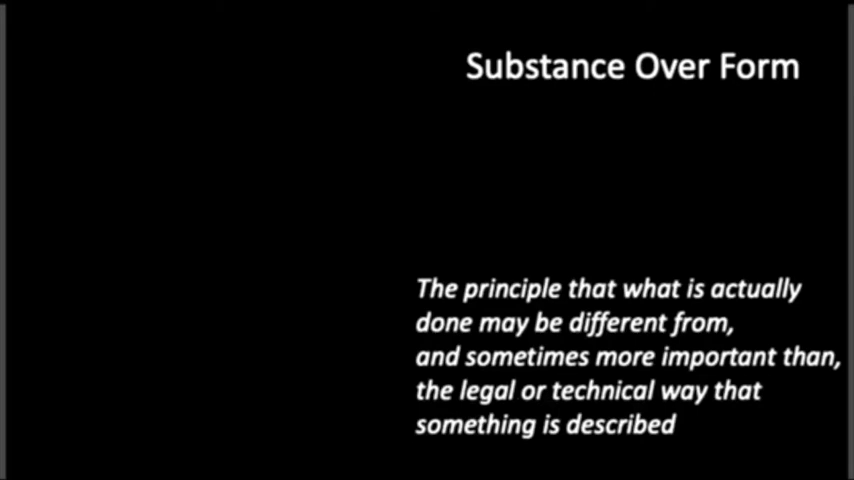 Substance Over Form
The principle that what is actually
done may be different from,
and sometimes more important than,
the legal or technical way that
something is described